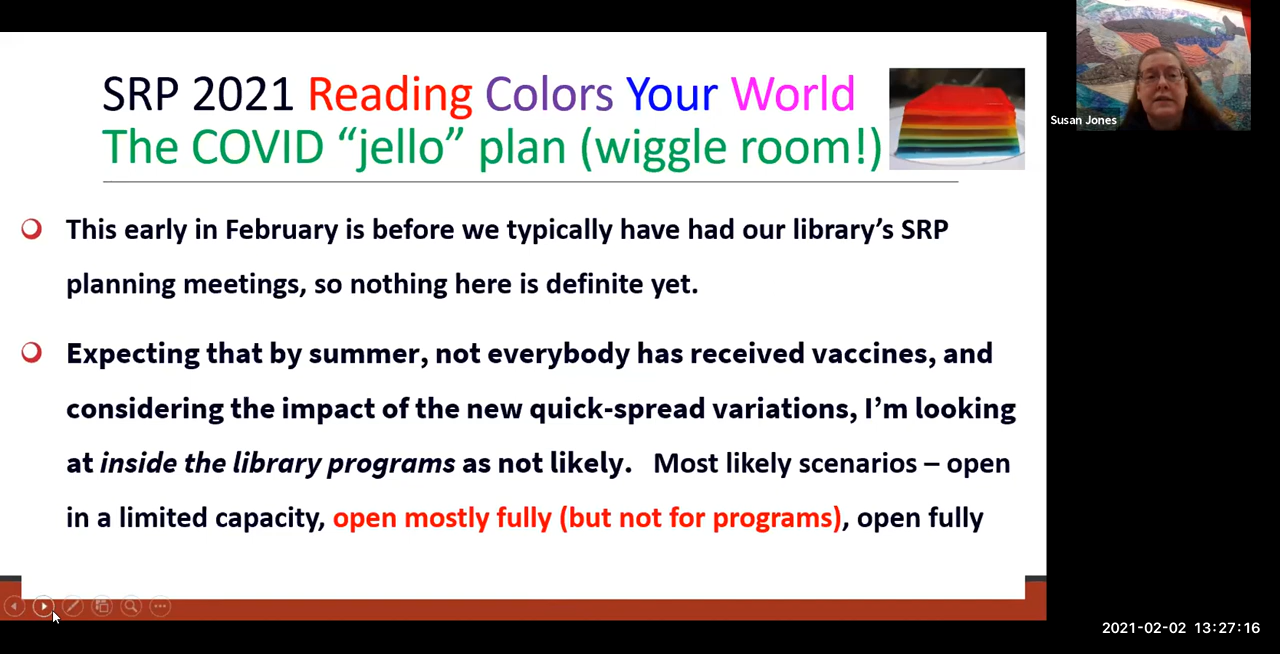 SRP 2021 Reading Colors Your World
The COVID “jello” plan (wiggle room!)
Susan Jones
This early in February is before we typically have had our library’s SRP
planning meetings, so nothing here is definite yet.
Expecting that by summer, not everybody has received vaccines, and
considering the impact of the new quick-spread variations, I’m looking
at inside the library programs as not likely. Most likely scenarios – open
in a limited capacity, open mostly fully (but not for programs), open fully
2021-02-02 13:27:16